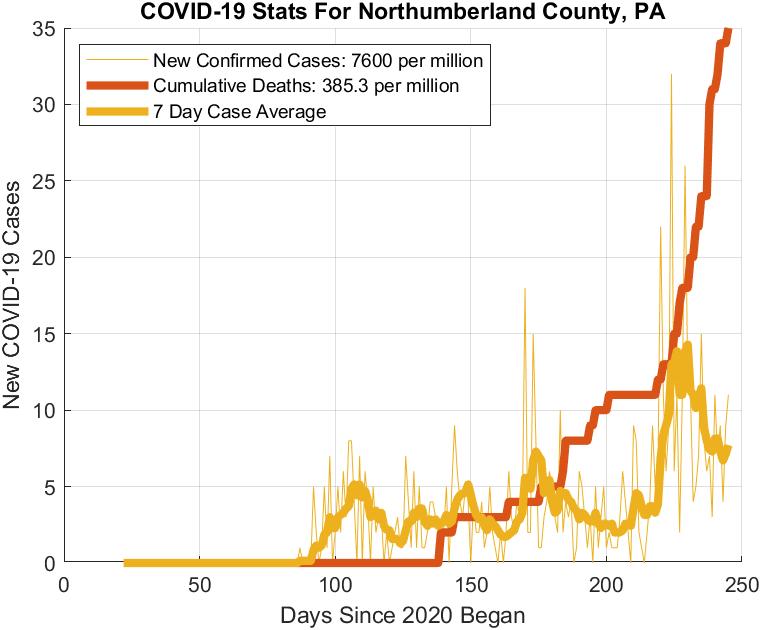 COVID-19 Stats For Northumberland County, PA
New Confirmed Cases: 7600 per million
Cumulative Deaths: 385.3 per million
7 Day Case Average
New COVID-19 Cases
35
30
25
20
15
10
5
0
0 50 100 150 200 250
Days Since 2020 Began